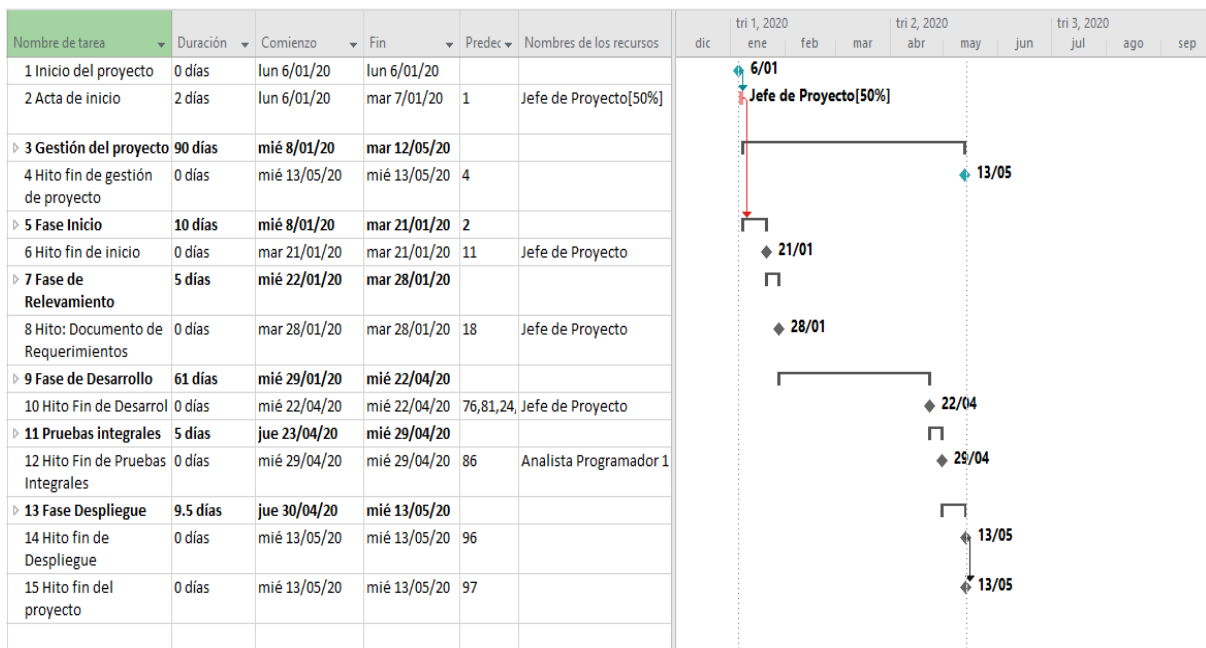 tri 1, 2020 tri 2, 2020 tri 3, 2020
Nombre de tarea Duración Comienzo Fin Predec Nombres de los recursos dic ene feb mar abr may jun jul ago sep
1 Inicio del proyecto 0 días lun 6/01/20 lun 6/01/20 6/01
2 Acta de inicio 2 días lun 6/01/20 mar 7/01/20 1 Jefe de Proyecto[50%] Jefe de Proyecto[50%]
3 Gestión del proyecto 90 días mié 8/01/20 mar 12/05/20
4 Hito fin de gestión 0 días mié 13/05/20 mié 13/05/20 4 13/05
de proyecto
5 Fase Inicio 10 días mié 8/01/20 mar 21/01/20 2
6 Hito fin de inicio 0 días mar 21/01/20 mar 21/01/20 11 Jefe de Proyecto 21/01
7 Fase de 5 días mié 22/01/20 mar 28/01/20
Relevamiento
8 Hito: Documento de 0 días mar 28/01/20 mar 28/01/20 18 Jefe de Proyecto 28/01
Requerimientos
9 Fase de Desarrollo 61 días mié 29/01/20 mié 22/04/20
10 Hito Fin de Desarrol 0 días mié 22/04/20 mié 22/04/20 76,81,24, Jefe de Proyecto 22/04
11 Pruebas integrales 5 días jue 23/04/20 mié 29/04/20
12 Hito Fin de Pruebas 0 días mié 29/04/20 mié 29/04/20 86 Analista Programador 1 29/04
Integrales
13 Fase Despliegue 9.5 días jue 30/04/20 mié 13/05/20
14 Hito fin de 0 días mié 13/05/20 mié 13/05/20 96 13/05
Despliegue
15 Hito fin del 0 días mié 13/05/20 mié 13/05/20 97 13/05
proyecto